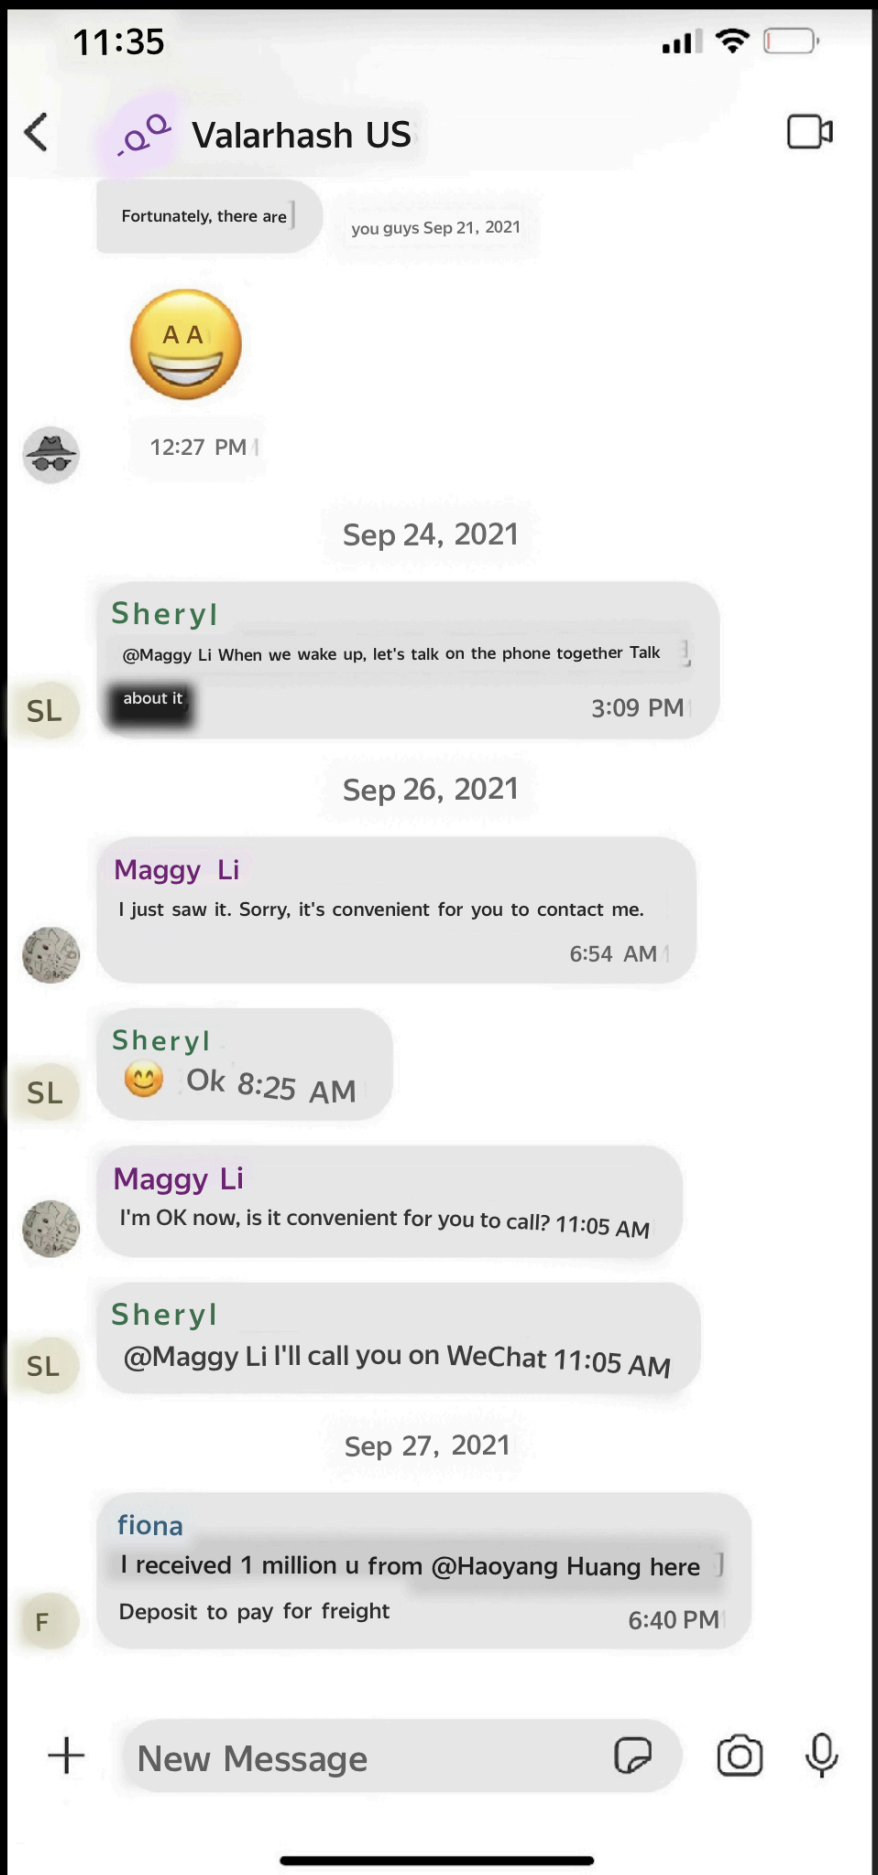 11:35
-QQ Valarhash US
Fortunately, there are
you guys Sep 21, 2021
A A
12:27 PM
Sep 24, 2021
Sheryl
@Maggy Li When we wake up, let's talk on the phone together Talk
about it
3:09 PM
SL
Sep 26, 2021
Maggy Li
I just saw it. Sorry, it's convenient for you to contact me.
6:54 AM
Sheryl
Ok 8:25 AM
SL
Maggy Li
I'm OK now, is it convenient for you to call? 11:05 AM
Sheryl
@Maggy Li I'll call you on WeChat 11:05 AM
SL
Sep 27, 2021
fiona
I received 1 million u from @Haoyang Huang here
Deposit to pay for freight
6:40 PM
F
New Message